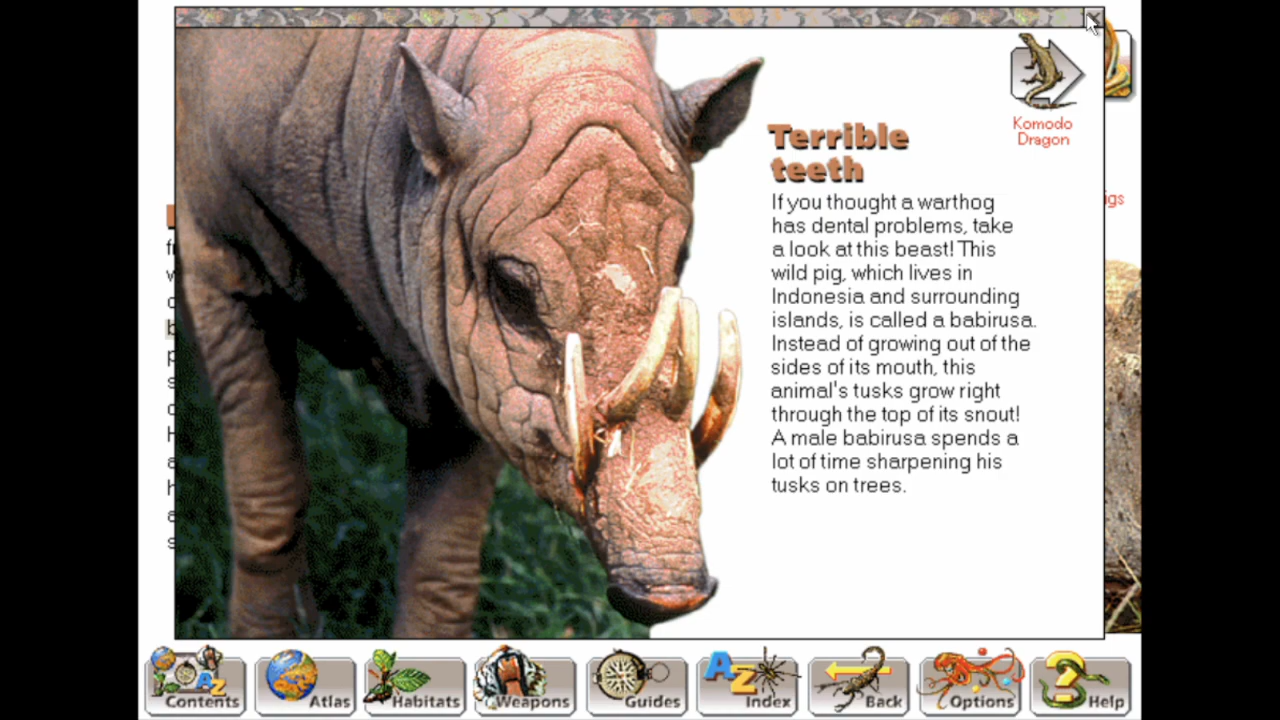 Komodo
Dragon
Terrible
teeth
If you thought a warthog
has dental problems, take
a look at this beast! This
wild pig, which lives in
Indonesia and surrounding
islands, is called a babirusa.
Instead of growing out of the
sides of its mouth, this
animal's tusks grow right
through the top of its snout!
A male babirusa spends a
lot of time sharpening his
tusks on trees.
igs
Contents
Atlas
Habitats
Weapons
Guides
AZ Index
Back
Options
? Help